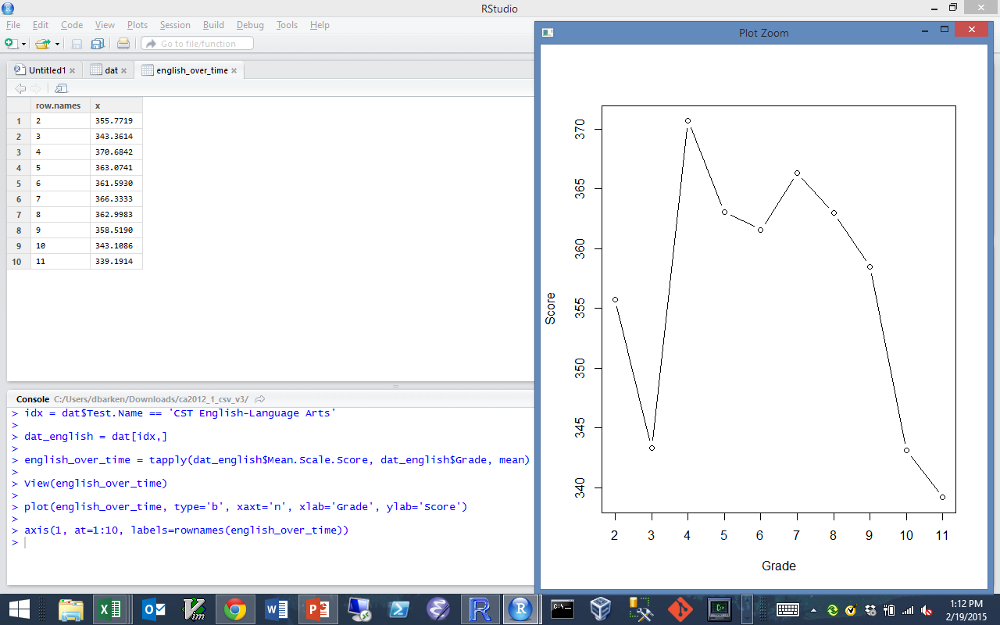 RStudio
File Edit Code View Plots Session Build Debug Tools Help
Go to file/function
Untitled1 dat english_over_time
row.names x
1 2 355.7719
2 3 343.3614
3 4 370.6842
4 5 363.0741
5 6 361.5930
6 7 366.3333
7 8 362.9983
8 9 358.5190
9 10 343.1086
10 11 339.1914
Console C:/Users/dbarken/Downloads/ca2012_1_csv_v3/
> idx = dat$Test.Name == 'CST English-Language Arts'
>
> dat_english = dat[idx,]
>
> english_over_time = tapply(dat_english$Mean.Scale.Score, dat_english$Grade, mean)
>
> View(english_over_time)
>
> plot(english_over_time, type='b', xaxt='n', xlab='Grade', ylab='Score')
>
> axis(1, at=1:10, labels=rownames(english_over_time))
>
Plot Zoom
370
365
360
355
350
345
340
Score
2 3 4 5 6 7 8 9 10 11
Grade
1:12 PM
2/19/2015